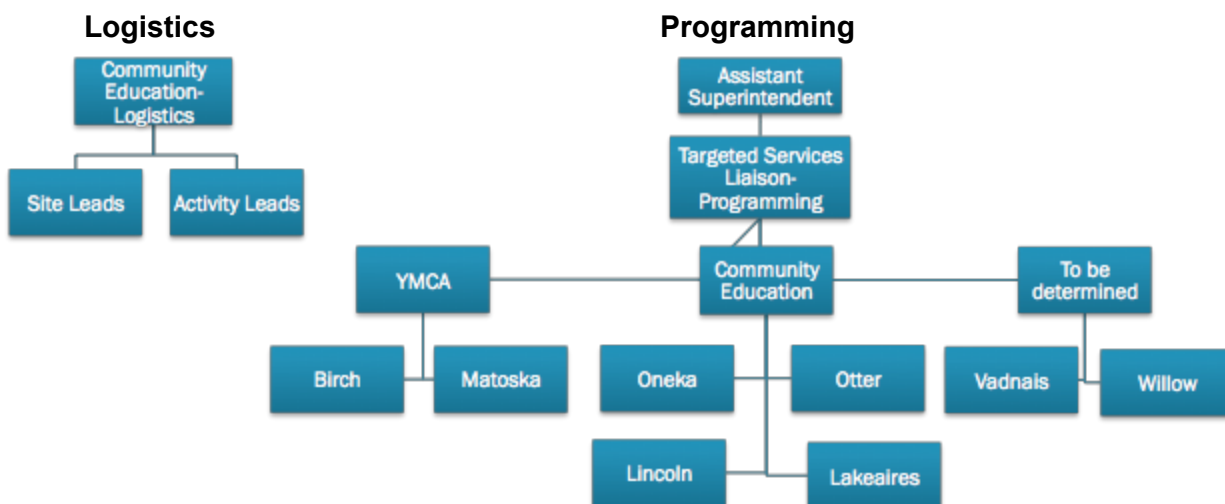 Logistics
Programming
Community
Education-
Logistics
Assistant
Superintendent
Site Leads
Activity Leads
Targeted Services
Liaison-
Programming
YMCA
Community
Education
To be
determined
Birch
Matoska
Oneka
Otter
Vadnais
Willow
Lincoln
Lakeaires